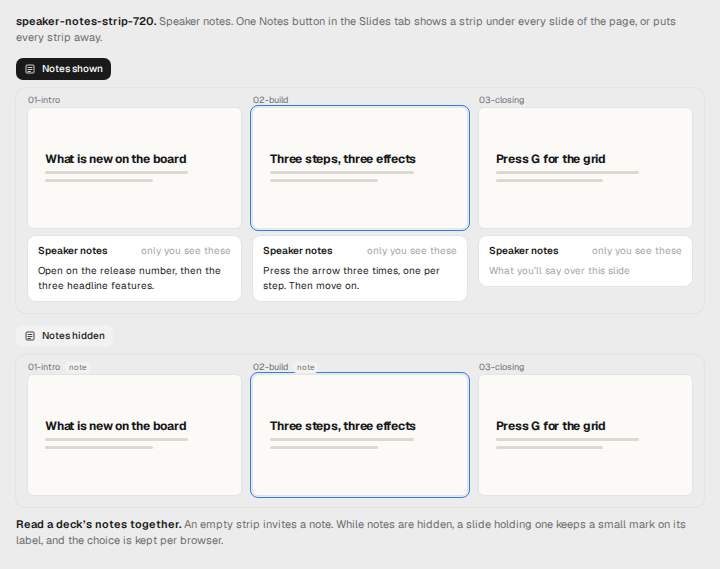 speaker-notes-strip-720. Speaker notes. One Notes button in the Slides tab shows a strip under every slide of the page, or puts
every strip away.
Notes shown
01-intro
02-build
03-closing
What is new on the board
Three steps, three effects
Press G for the grid
Speaker notes only you see these
Open on the release number, then the
three headline features.
Speaker notes only you see these
Press the arrow three times, one per
step. Then move on.
Speaker notes only you see these
What you'll say over this slide
Notes hidden
01-intro note
02-build note
03-closing
What is new on the board
Three steps, three effects
Press G for the grid
Read a deck's notes together. An empty strip invites a note. While notes are hidden, a slide holding one keeps a small mark on its
label, and the choice is kept per browser.